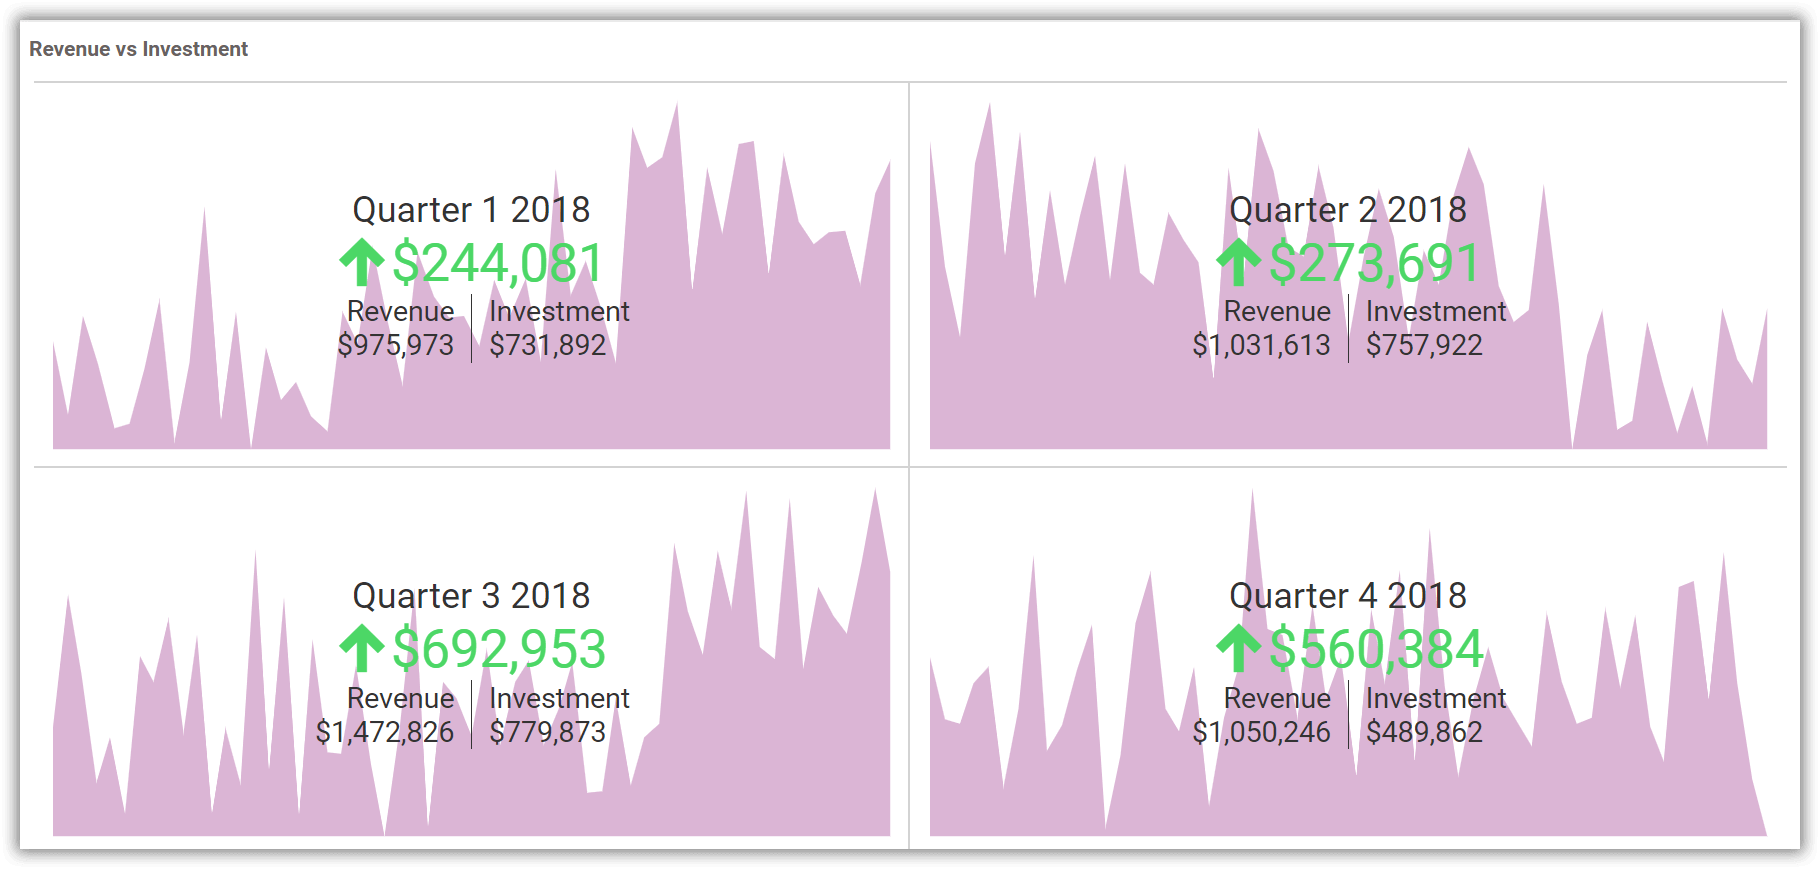 Revenue vs Investment
Quarter 1 2018
$244,081
Revenue Investment
$975,973 $731,892
Quarter 2 2018
$273,691
Revenue Investment
$1,031,613 $757,922
Quarter 3 2018
$692,953
Revenue Investment
$1,472,826 $779,873
Quarter 4 2018
$560,384
Revenue Investment
$1,050,246 $489,862